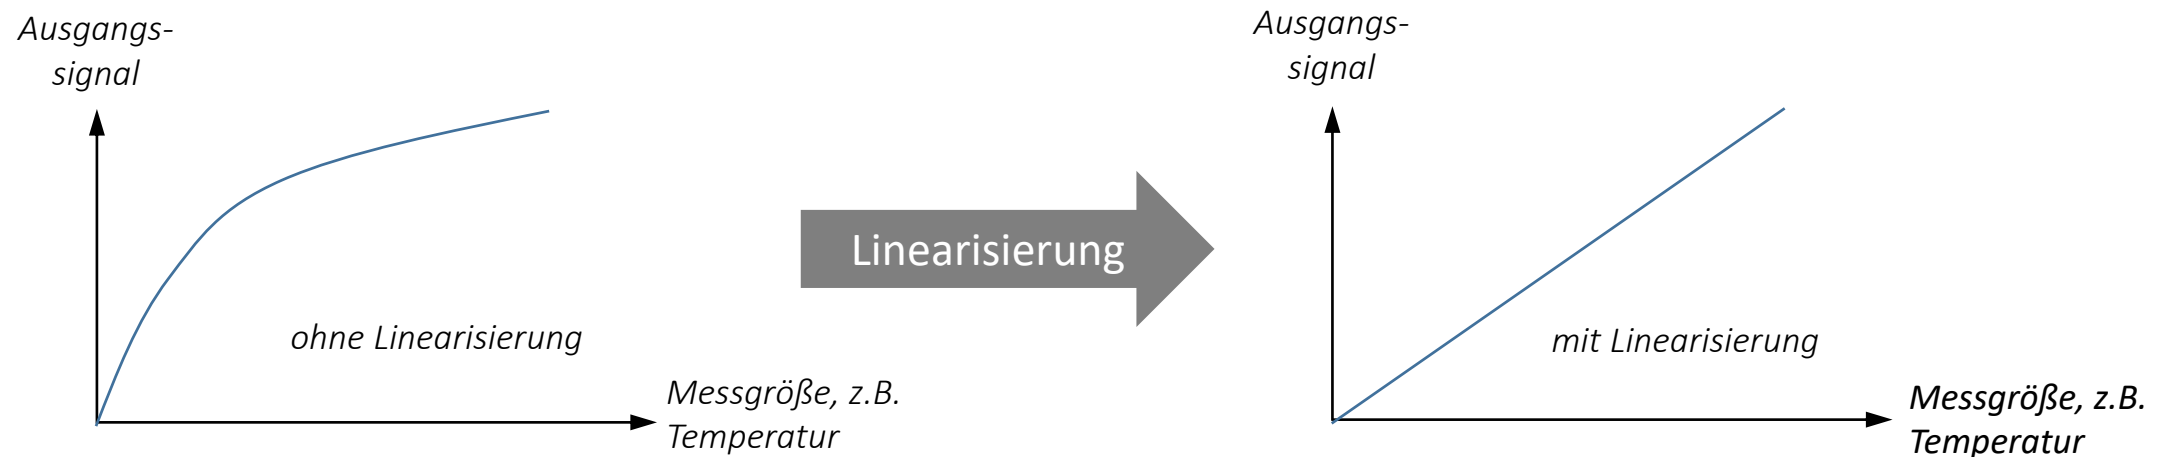 Ausgangs-
signal
ohne Linearisierung
Messgröße, z.B.
Temperatur
Linearisierung
Ausgangs-
signal
mit Linearisierung
Messgröße, z.B.
Temperatur